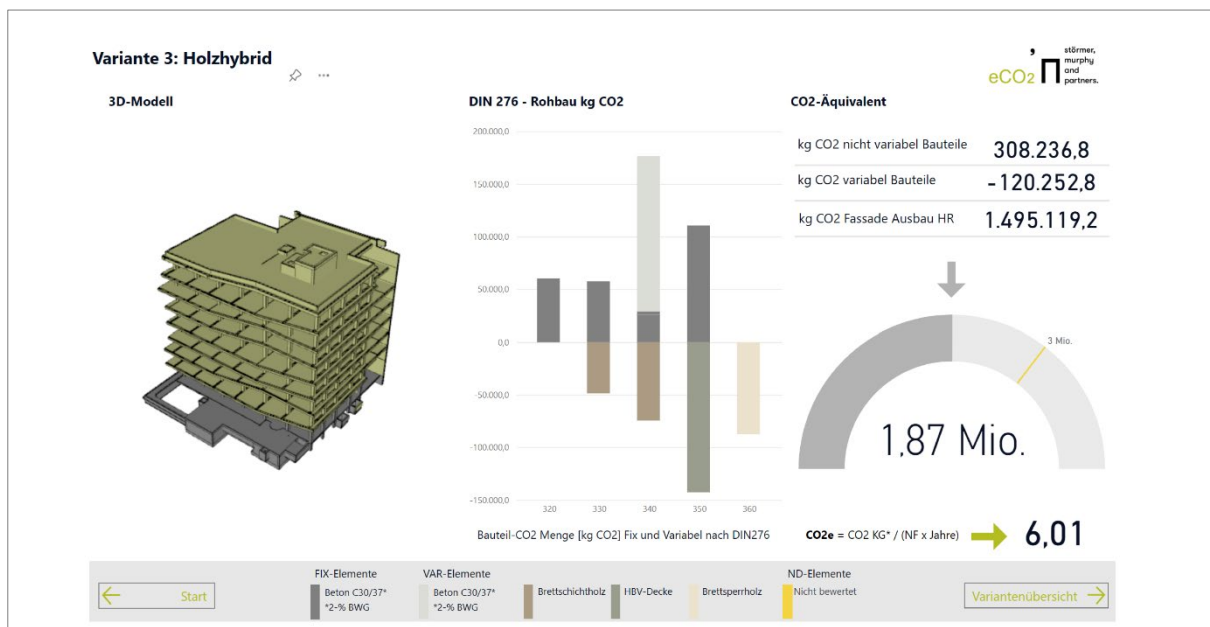 Variante 3: Holzhybrid
eCO2
störmer,
murphy
and
partners.
3D-Modell
DIN 276 - Rohbau kg CO2
200.000,0
150.000,0
100.000,0
50.000,0
0,0
-50.000,0
-100.000,0
-150.000,0
320 330 340 350 360
Bauteil-CO2 Menge [kg CO2] Fix und Variabel nach DIN276
CO2-Äquivalent
kg CO2 nicht variabel Bauteile 308.236,8
kg CO2 variabel Bauteile -120.252,8
kg CO2 Fassade Ausbau HR 1.495.119,2
3 Mio.
1,87 Mio.
CO2e = CO2 KG* / (NF x Jahre) 6,01
Start
FIX-Elemente
Beton C30/37*
*2-% BWG
VAR-Elemente
Beton C30/37*
*2-% BWG
Brettschichtholz
HBV-Decke
Brettsperrholz
ND-Elemente
Nicht bewertet
Variantenübersicht